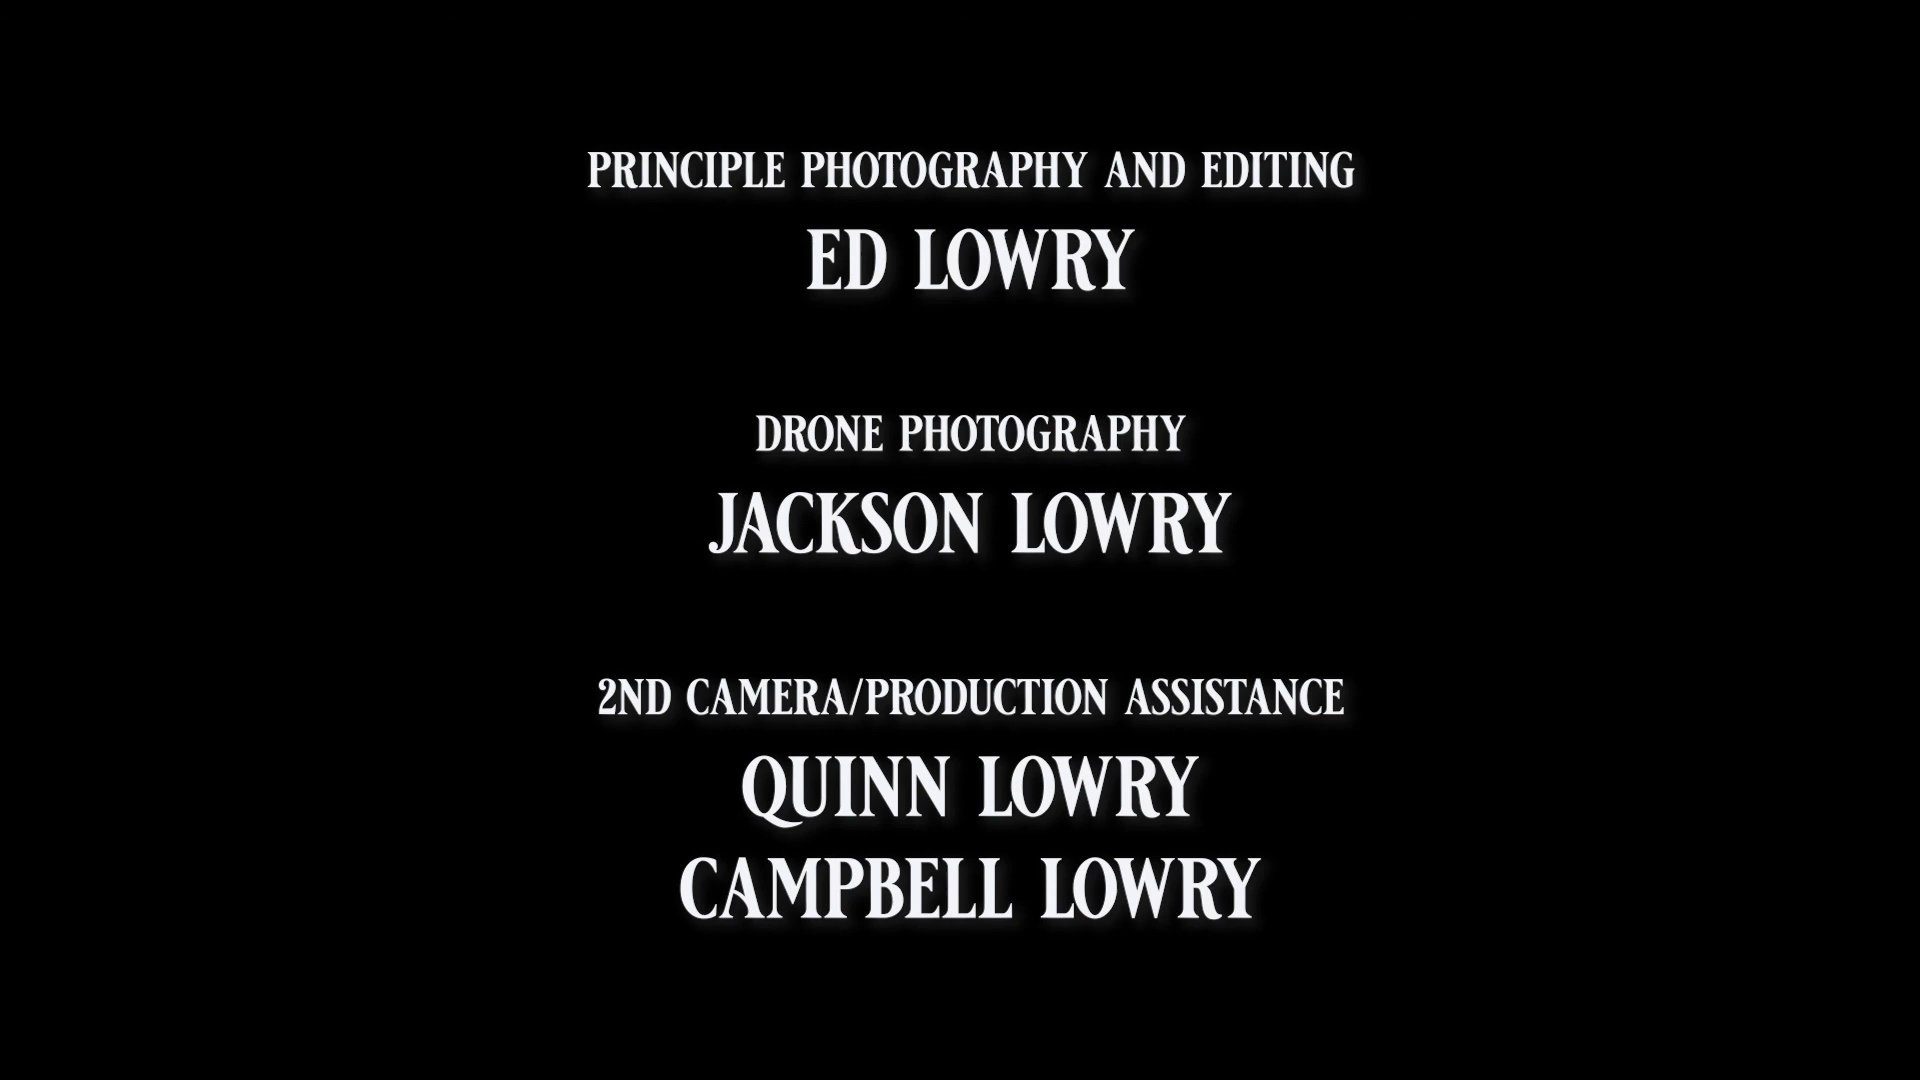 PRINCIPLE PHOTOGRAPHY AND EDITING
ED LOWRY
DRONE PHOTOGRAPHY
JACKSON LOWRY
2ND CAMERA/PRODUCTION ASSISTANCE
QUINN LOWRY
CAMPBELL LOWRY